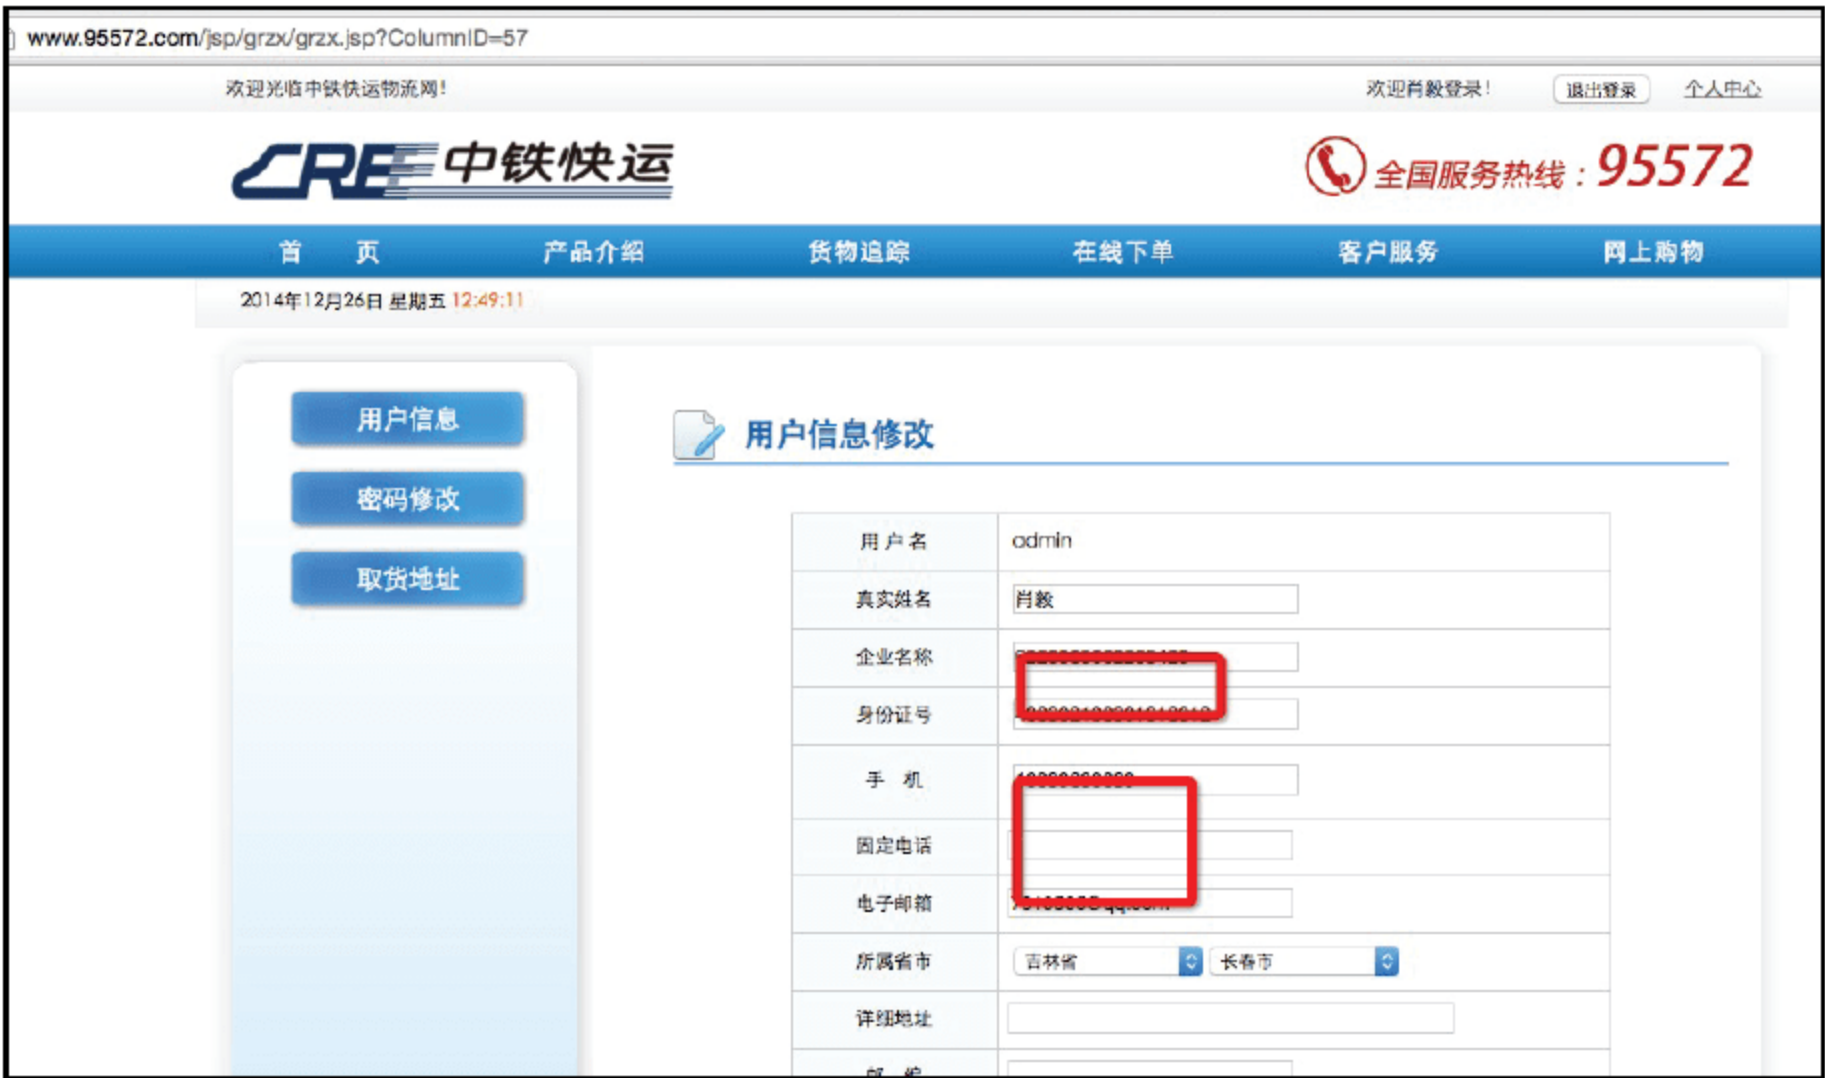 www.95572.com/jsp/grzx/grzx.jsp?ColumnID=57
欢迎光临中铁快运物流网！ 欢迎肖毅登录！ 退出登录 个人中心
CRE 中铁快运 全国服务热线：95572
首 页 产品介绍 货物追踪 在线下单 客户服务 网上购物
2014年12月26日 星期五 12:49:11
用户信息
密码修改
取货地址
用户信息修改
用户名 admin
真实姓名 肖毅
企业名称
身份证号
手 机
固定电话
电子邮箱
所属省市 吉林省 长春市
详细地址
邮 编